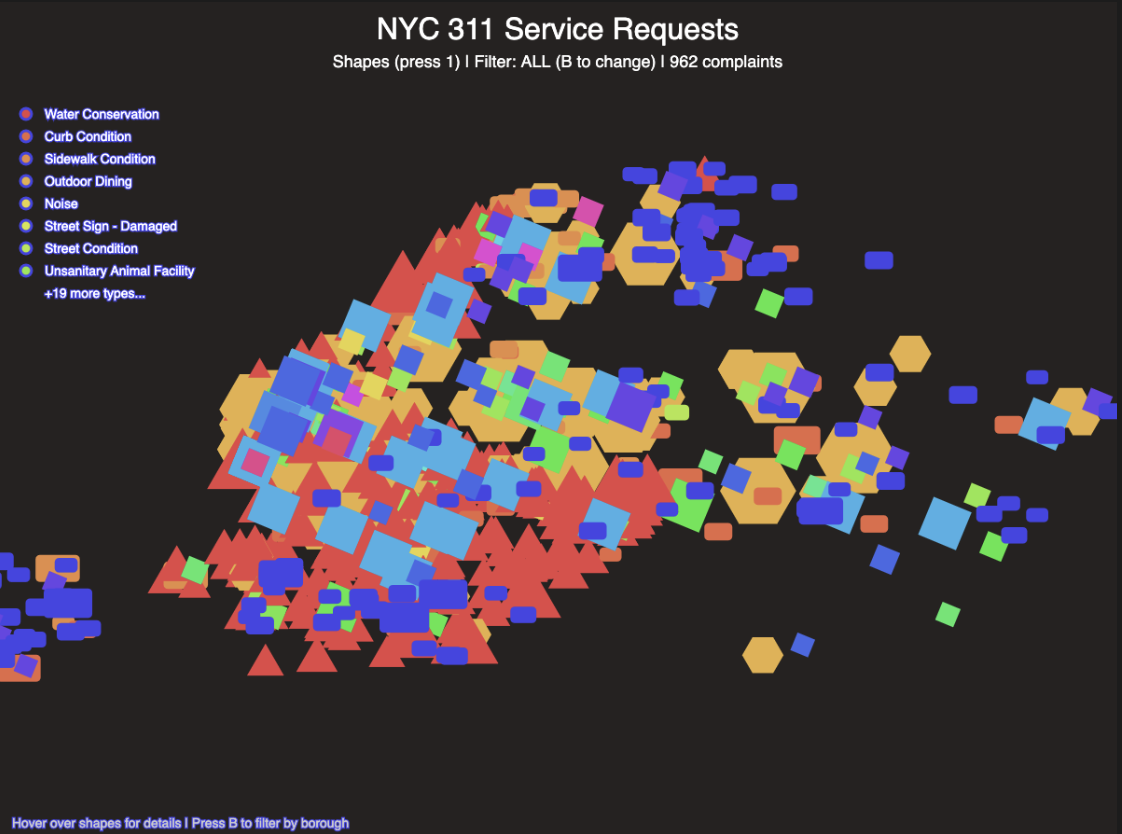 NYC 311 Service Requests
Shapes (press 1) | Filter: ALL (B to change) | 962 complaints
Water Conservation
Curb Condition
Sidewalk Condition
Outdoor Dining
Noise
Street Sign - Damaged
Street Condition
Unsanitary Animal Facility
+19 more types...
Hover over shapes for details | Press B to filter by borough